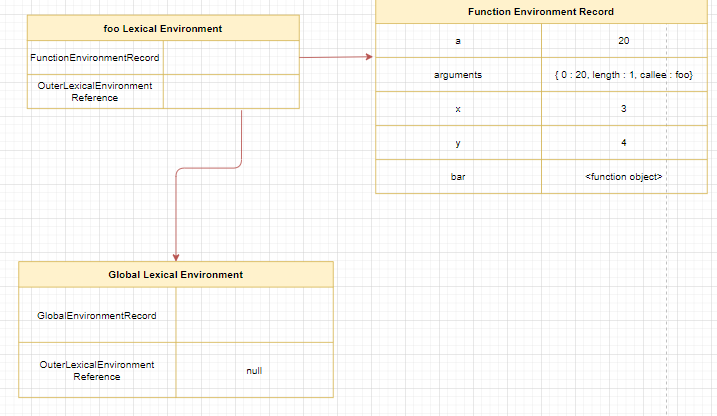 foo Lexical Environment
FunctionEnvironmentRecord
OuterLexicalEnvironment
Reference
Function Environment Record
a 20
arguments { 0 : 20, length : 1, callee : foo}
x 3
y 4
bar <function object>
Global Lexical Environment
GlobalEnvironmentRecord
OuterLexicalEnvironment
Reference
null